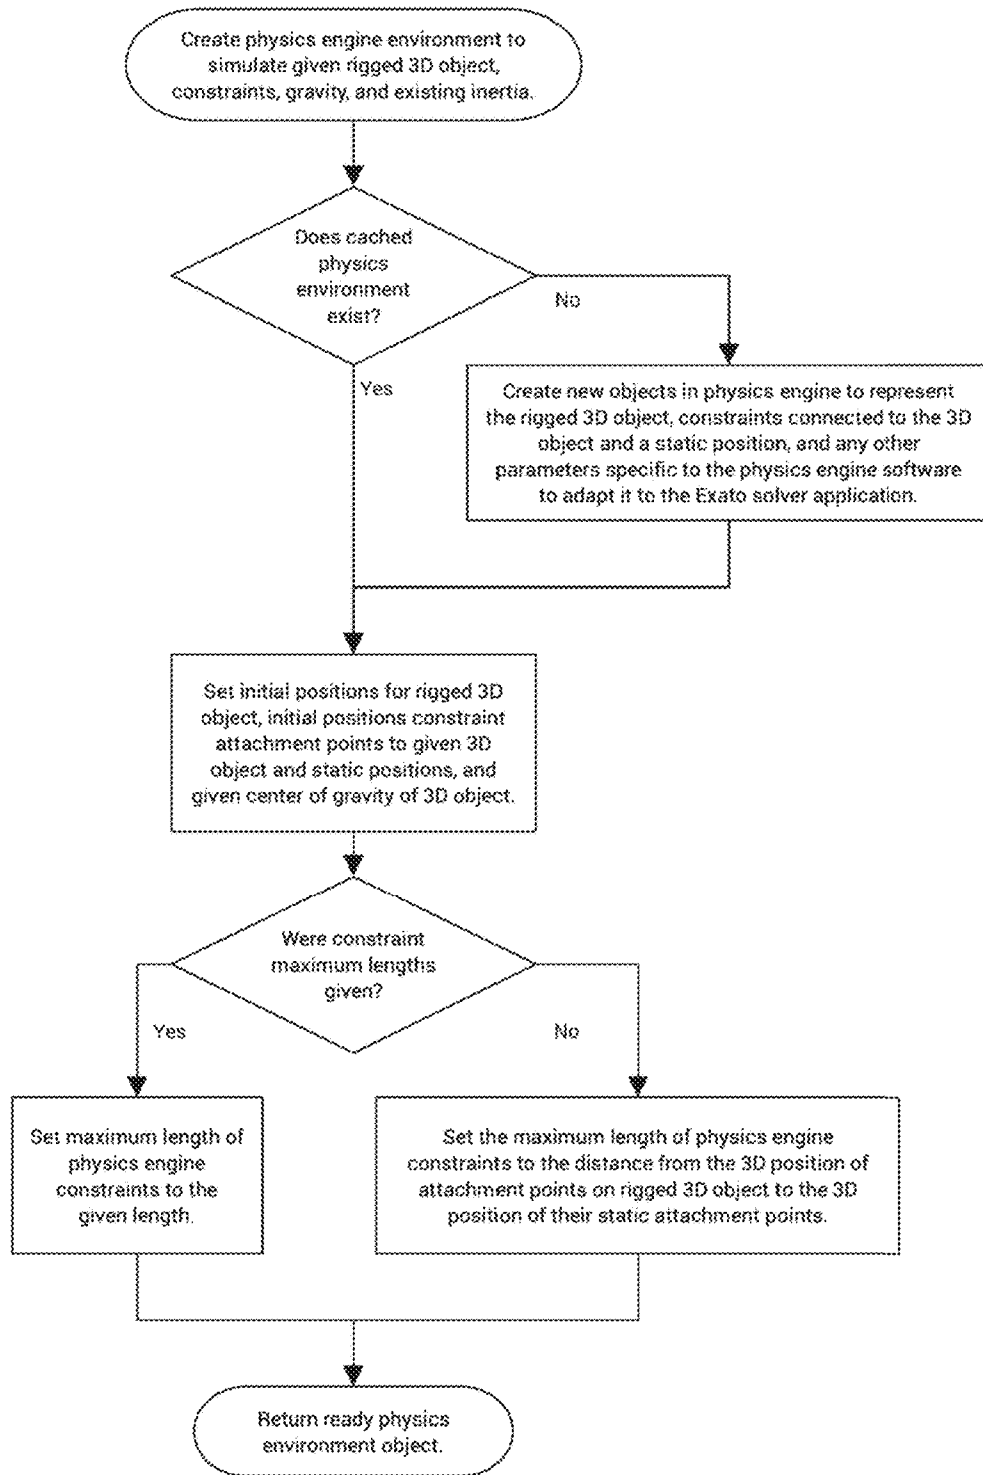 Create physics engine environment to
simulate given rigged 3D object,
constraints, gravity, and existing inertia.
Does cached
physics
environment
exist?
No
Yes
Create new objects in physics engine to represent
the rigged 3D object, constraints connected to the 3D
object and a static position, and any other
parameters specific to the physics engine software
to adapt it to the Exato solver application.
Set initial positions for rigged 3D
object, initial positions constraint
attachment points to given 3D
object and static positions, and
given center of gravity of 3D object.
Were constraint
maximum lengths
given?
Yes
No
Set maximum length of
physics engine
constraints to the
given length.
Set the maximum length of physics engine
constraints to the distance from the 3D position of
attachment points on rigged 3D object to the 3D
position of their static attachment points.
Return ready physics
environment object.